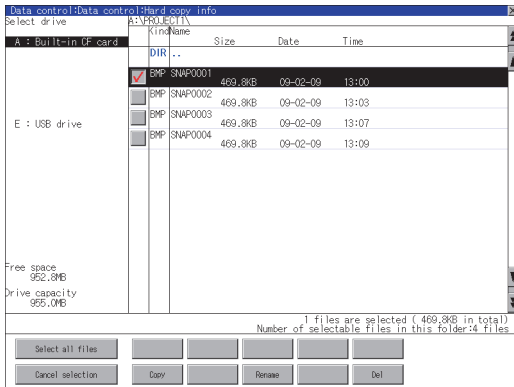 Data control:Data control:Hard copy info
Select drive
A:\PROJECT1\
Kind Name
Size Date Time
A : Built-in CF card
DIR ..
BMP SNAP0001
469.8KB 09-02-09 13:00
BMP SNAP0002
469.8KB 09-02-09 13:03
BMP SNAP0003
469.8KB 09-02-09 13:07
E : USB drive
BMP SNAP0004
469.8KB 09-02-09 13:09
Free space
952.8MB
Drive capacity
955.0MB
1 files are selected ( 469.8KB in total)
Number of selectable files in this folder:4 files
Select all files
Cancel selection Copy Rename Del